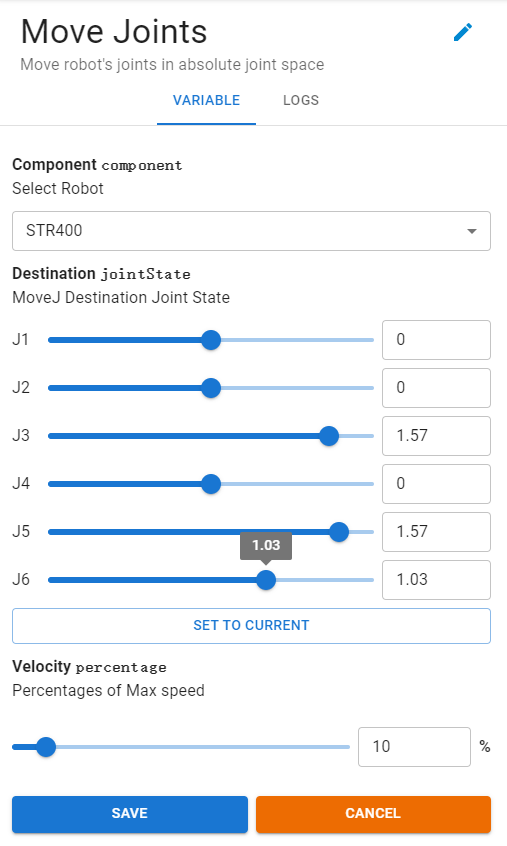 Move Joints
Move robot's joints in absolute joint space
VARIABLE LOGS
Component component
Select Robot
STR400
Destination jointState
MoveJ Destination Joint State
J1 0
J2 0
J3 1.57
J4 0
J5 1.57
1.03
J6 1.03
SET TO CURRENT
Velocity percentage
Percentages of Max speed
10 %
SAVE CANCEL